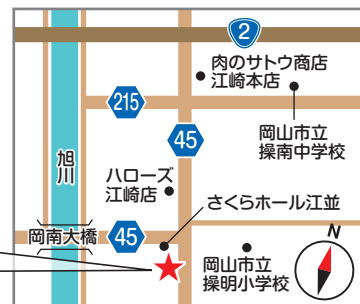 2
肉のサトウ商店
江崎本店
215
岡山市立
操南中学校
45
旭川
ハローズ
江崎店
さくらホール江並
岡南大橋
45
岡山市立
操明小学校
N